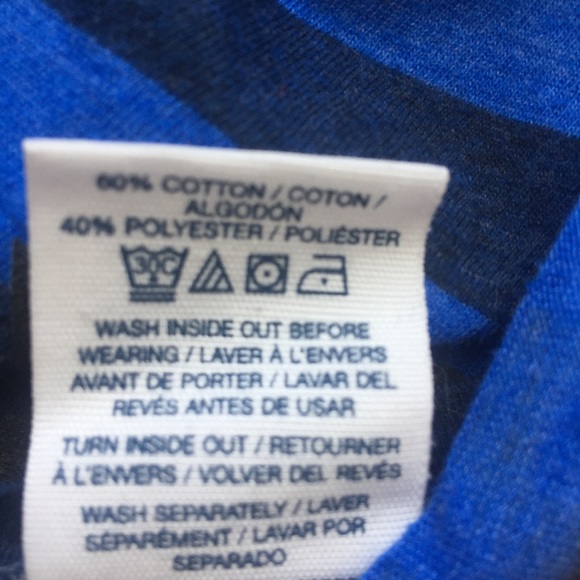 60% COTTON / COTON /
ALGODÓN
40% POLYESTER / POLIÉSTER
30C
WASH INSIDE OUT BEFORE
WEARING / LAVER À L'ENVERS
AVANT DE PORTER / LAVAR DEL
REVÉS ANTES DE USAR
TURN INSIDE OUT / RETOURNER
À L'ENVERS / VOLVER DEL REVÉS
WASH SEPARATELY / LAVER
SÉPARÉMENT / LAVAR POR
SEPARADO